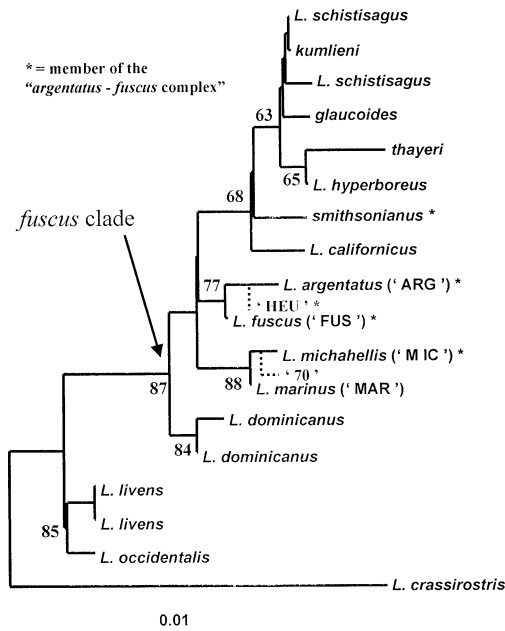 L. schistisagus
kumlieni
* = member of the
“argentatus - fuscus complex”
L. schistisagus
glaucoides
63
thayeri
65
L. hyperboreus
68
smithsonianus *
fuscus clade
L. californicus
77
L. argentatus (‘ ARG ’) *
‘ HEU ’ *
L. fuscus (‘ FUS ’) *
L. michahellis (‘ M IC ’) *
88
‘ 70 ’
87
L. marinus (‘ MAR ’)
L. dominicanus
84
L. dominicanus
L. livens
L. livens
85
L. occidentalis
L. crassirostris
0.01